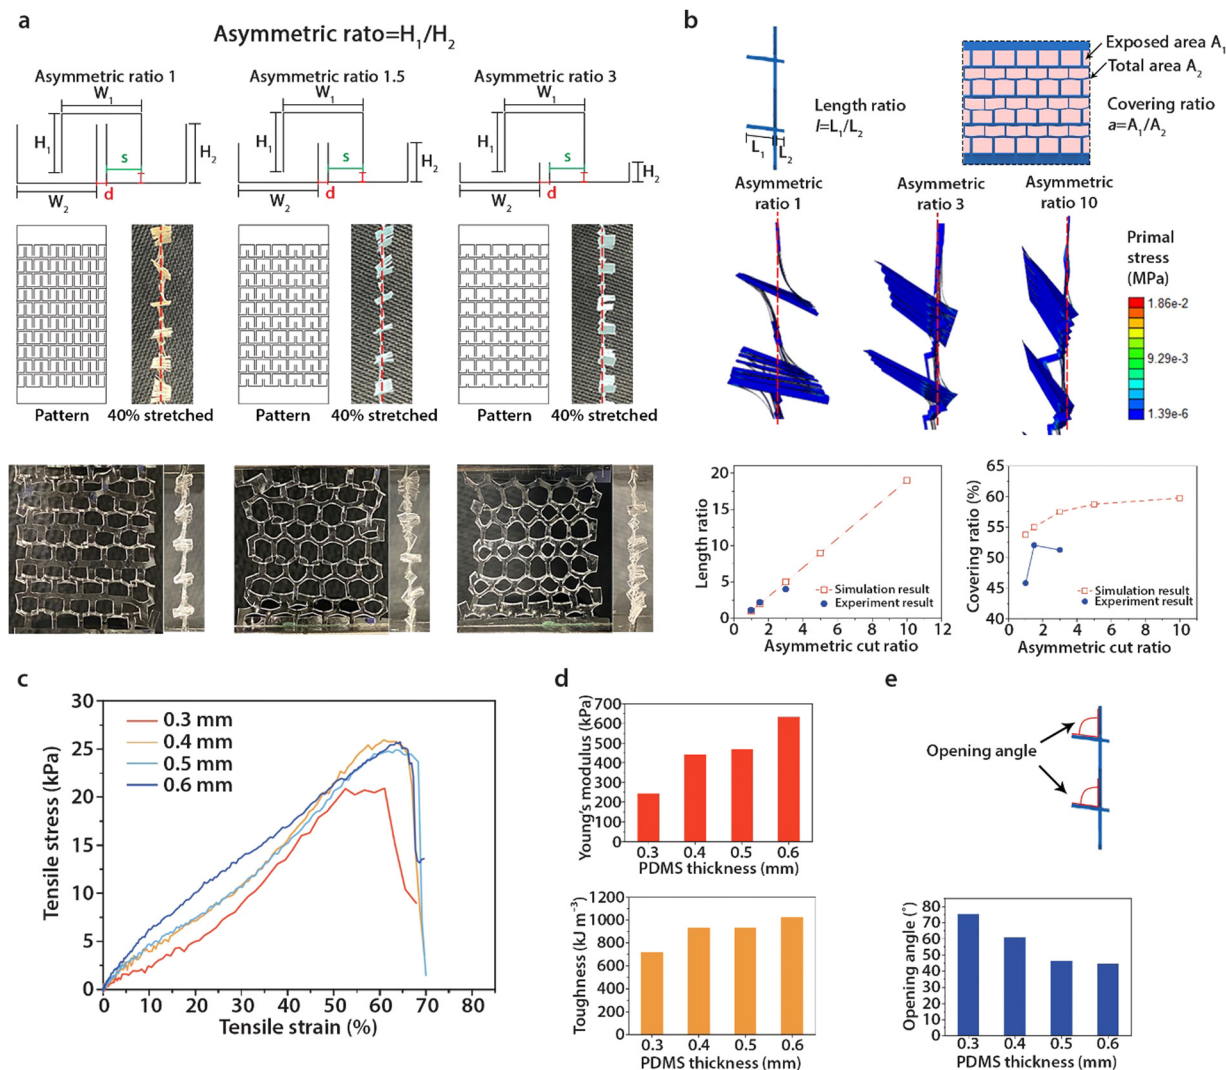 a
Asymmetric rato=H₁/H₂
Asymmetric ratio 1
W₁
H₁
H₂
s
d
W₂
Asymmetric ratio 1.5
W₁
H₁
H₂
s
d
W₂
Asymmetric ratio 3
W₁
H₁
H₂
s
d
W₂
Pattern
40% stretched
Pattern
40% stretched
Pattern
40% stretched
b
L₁
L₂
Length ratio
l=L₁/L₂
Exposed area A₁
Total area A₂
Covering ratio
a=A₁/A₂
Asymmetric
ratio 1
Asymmetric
ratio 3
Asymmetric
ratio 10
Primal
stress
(MPa)
1.86e-2
9.29e-3
1.39e-6
Length ratio
20
15
10
5
0
0 2 4 6 8 10 12
Simulation result
Experiment result
Asymmetric cut ratio
Covering ratio (%)
65
60
55
50
45
40
0 2 4 6 8 10
Simulation result
Experiment result
Asymmetric cut ratio
c
Tensile stress (kPa)
30
25
20
15
10
5
0
0 10 20 30 40 50 60 70 80
Tensile strain (%)
0.3 mm
0.4 mm
0.5 mm
0.6 mm
d
Young's modulus (kPa)
700
600
500
400
300
200
100
0
0.3 0.4 0.5 0.6
PDMS thickness (mm)
Toughness (kJ m⁻³)
1200
1000
800
600
400
200
0
0.3 0.4 0.5 0.6
PDMS thickness (mm)
e
Opening angle
Opening angle (°)
80
70
60
50
40
30
20
10
0
0.3 0.4 0.5 0.6
PDMS thickness (mm)